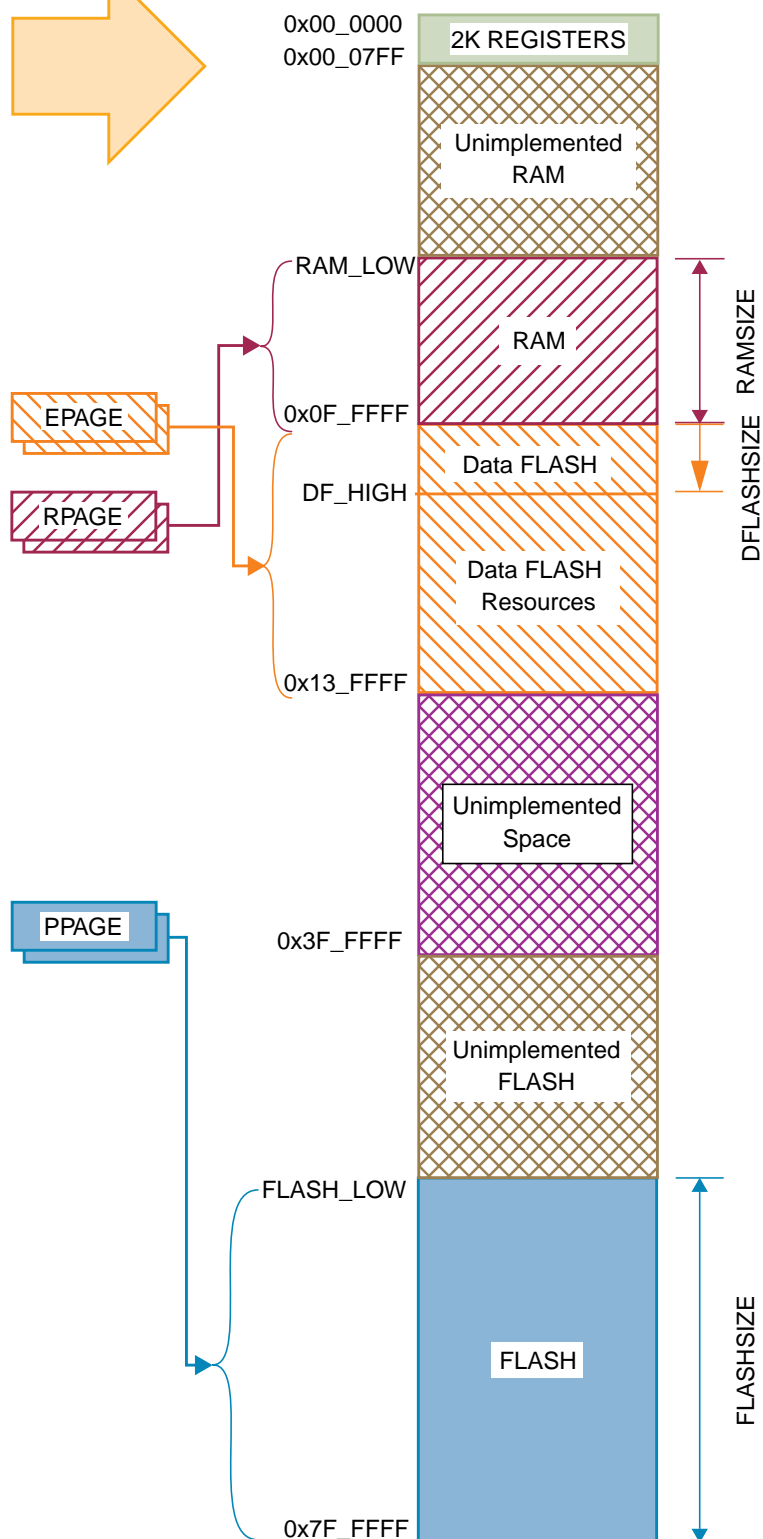 0x00_0000
2K REGISTERS
0x00_07FF
Unimplemented
RAM
RAM_LOW
RAM
RAMSIZE
0x0F_FFFF
EPAGE
Data FLASH
DF_HIGH
RPAGE
DFLASHSIZE
Data FLASH
Resources
0x13_FFFF
Unimplemented
Space
PPAGE
0x3F_FFFF
Unimplemented
FLASH
FLASH_LOW
FLASH
FLASHSIZE
0x7F_FFFF